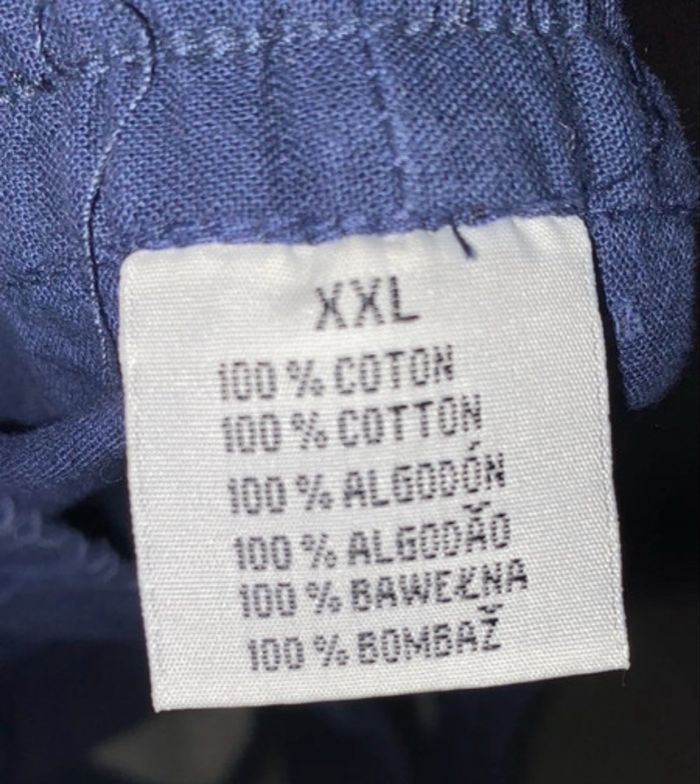 XXL
100 % COTON
100 % COTTON
100 % ALGODÓN
100 % ALGODÃO
100 % BAWEŁNA
100 % BOMBAŽ